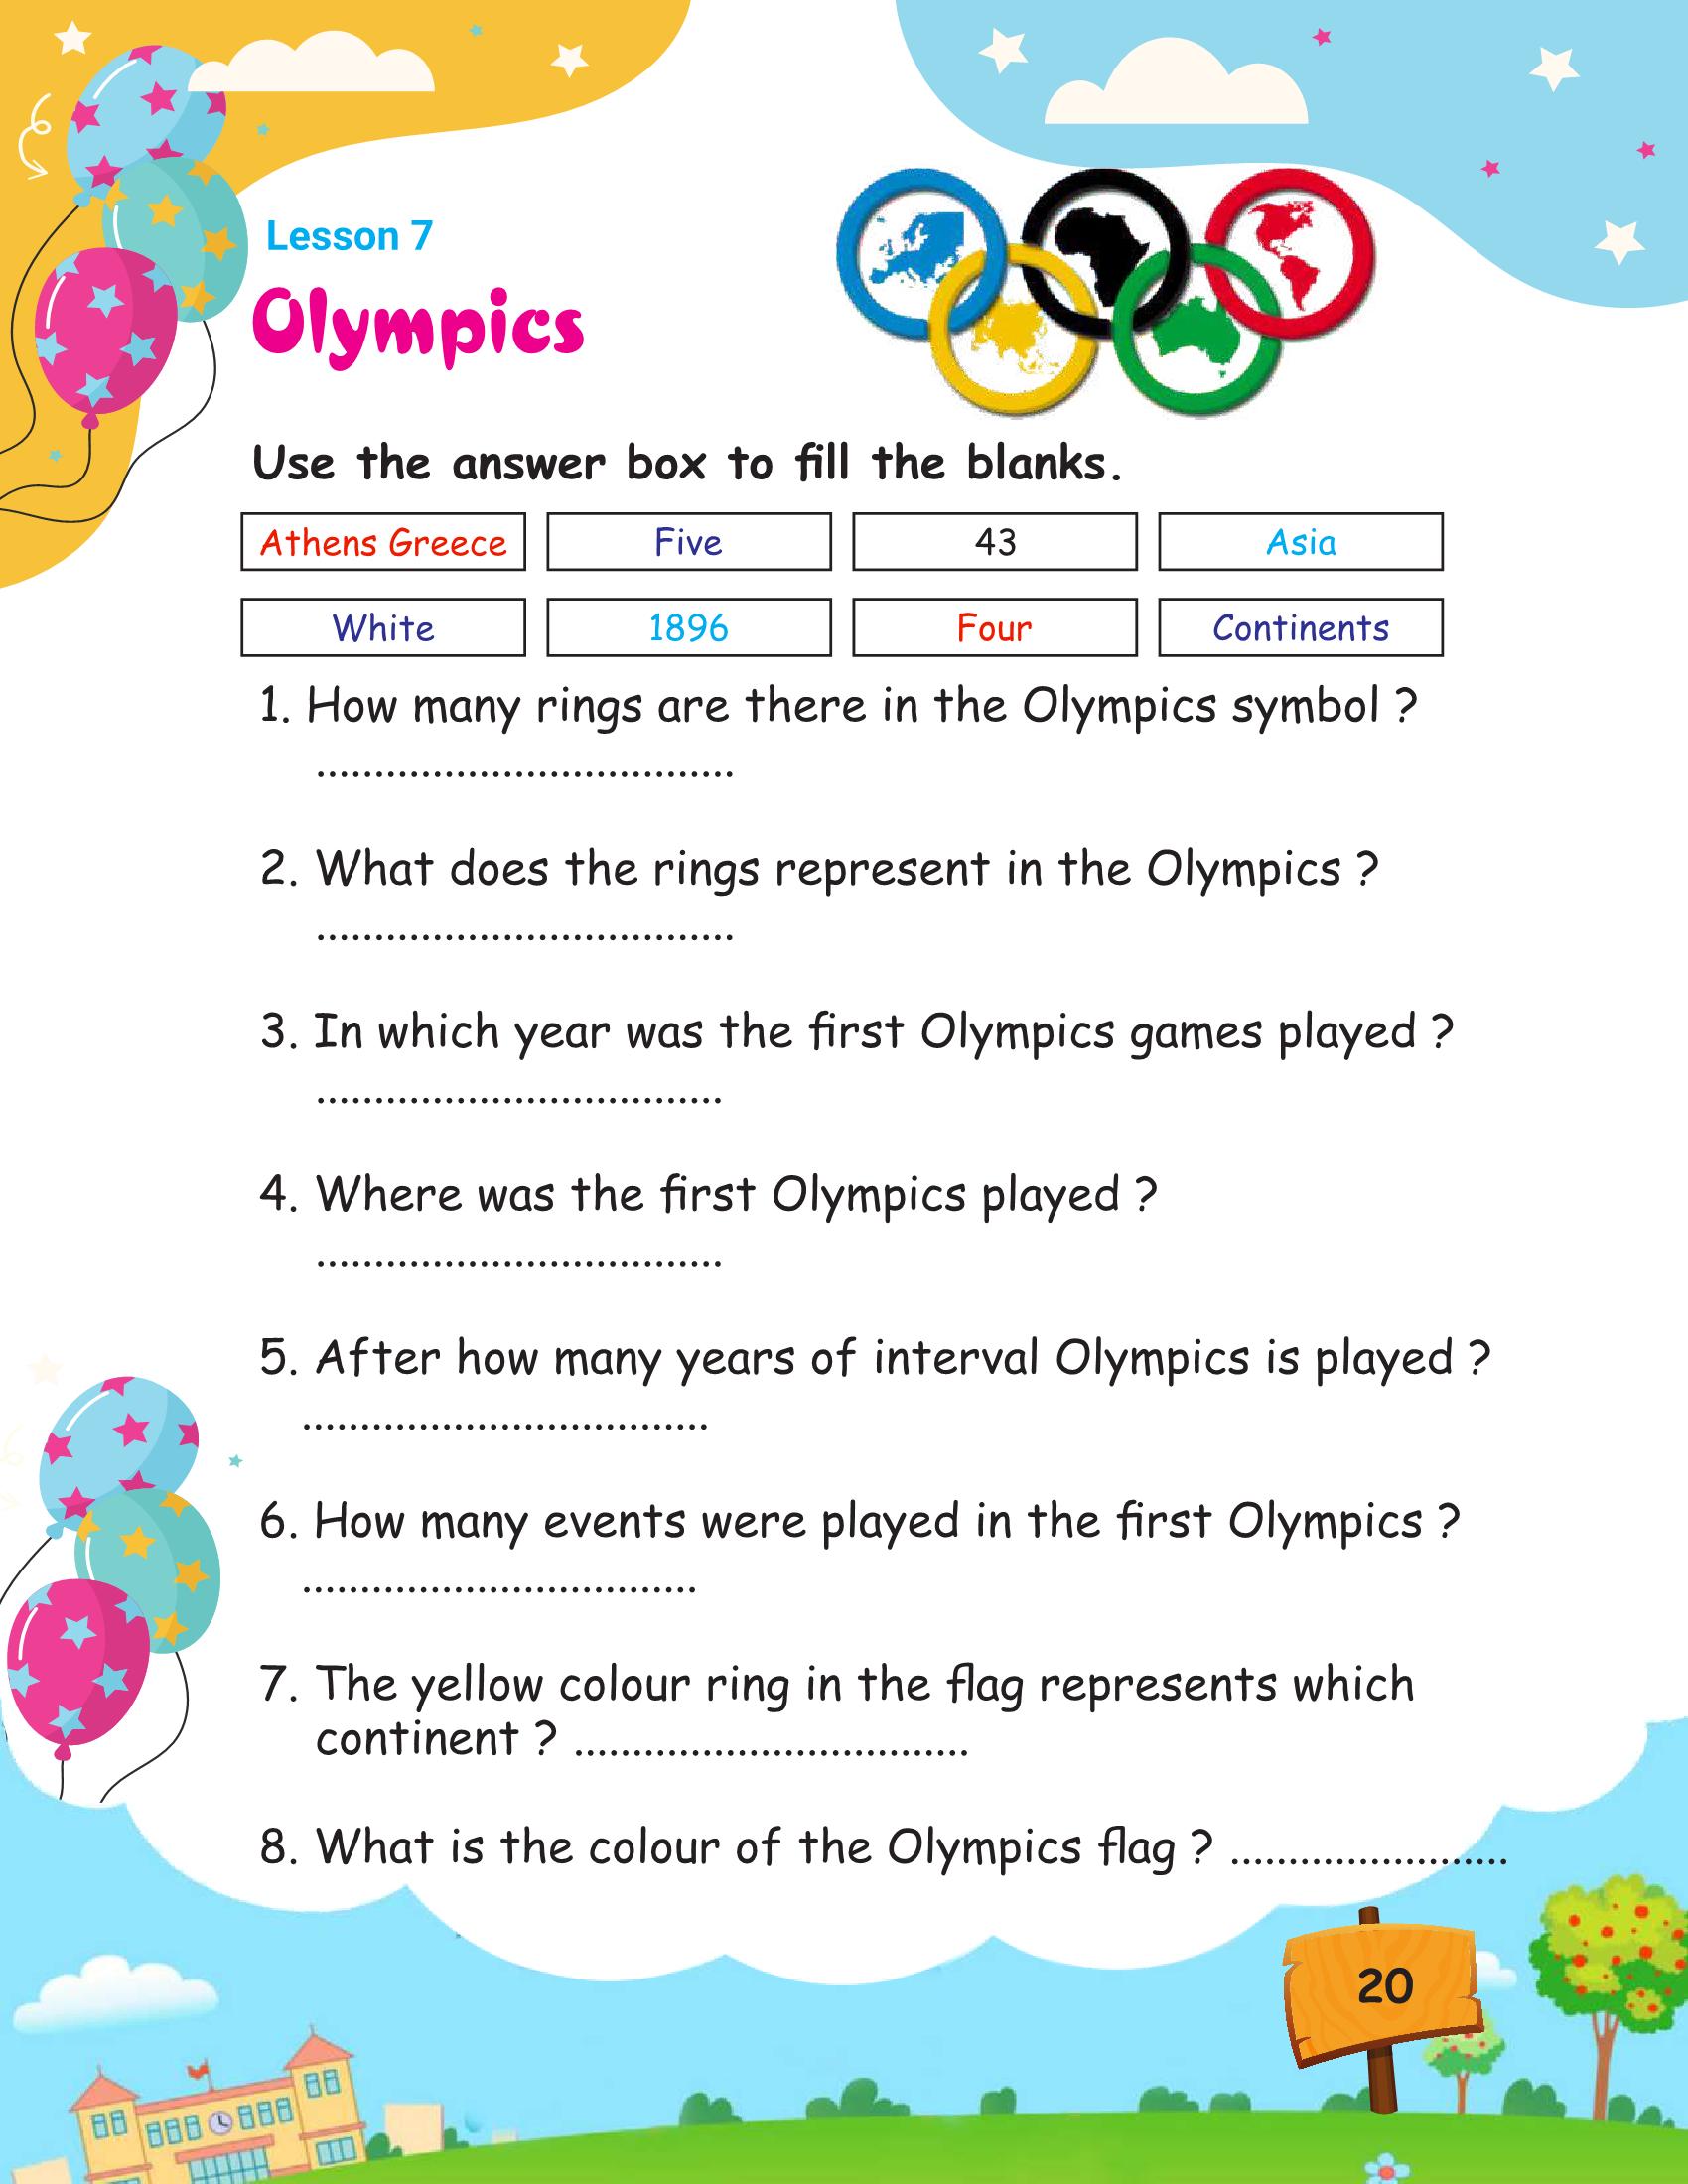 Lesson 7
Olympics
Use the answer box to fill the blanks.
Athens Greece Five 43 Asia
White 1896 Four Continents
1. How many rings are there in the Olympics symbol ?
....................................
2. What does the rings represent in the Olympics ?
....................................
3. In which year was the first Olympics games played ?
...................................
4. Where was the first Olympics played ?
...................................
5. After how many years of interval Olympics is played ?
...................................
6. How many events were played in the first Olympics ?
..................................
7. The yellow colour ring in the flag represents which
continent ? ..................................
8. What is the colour of the Olympics flag ? ........................
20